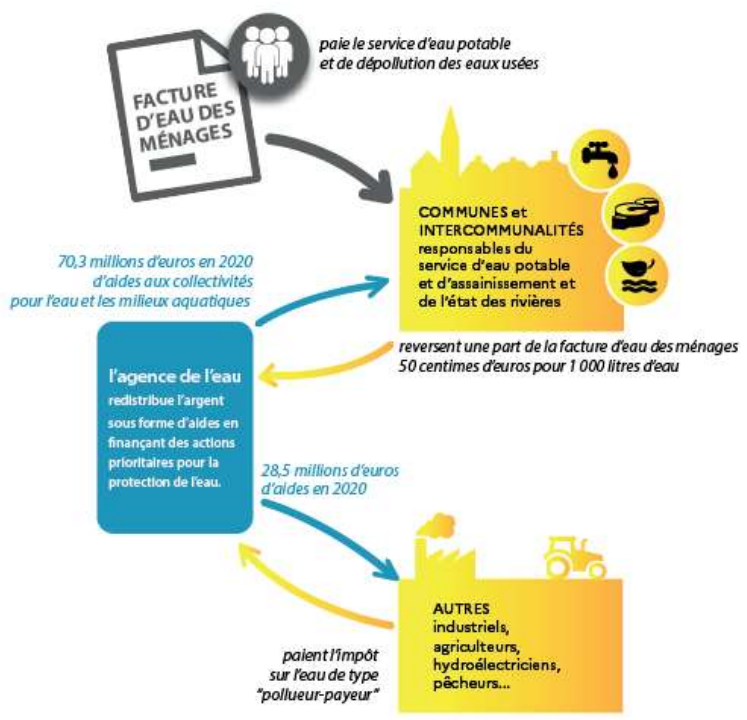 paie le service d'eau potable
et de dépollution des eaux usées
FACTURE
D'EAU DES
MÉNAGES
COMMUNES et
INTERCOMMUNALITÉS
responsables du
service d'eau potable
et d'assainissement et
de l'état des rivières
70,3 millions d'euros en 2020
d'aides aux collectivités
pour l'eau et les milieux aquatiques
reversent une part de la facture d'eau des ménages
50 centimes d'euros pour 1 000 litres d'eau
l'agence de l'eau
redistribue l'argent
sous forme d'aides en
finançant des actions
prioritaires pour la
protection de l'eau.
28,5 millions d'euros
d'aides en 2020
AUTRES
industriels,
agriculteurs,
hydroélectriciens,
pêcheurs...
paient l'impôt
sur l'eau de type
"pollueur-payeur"